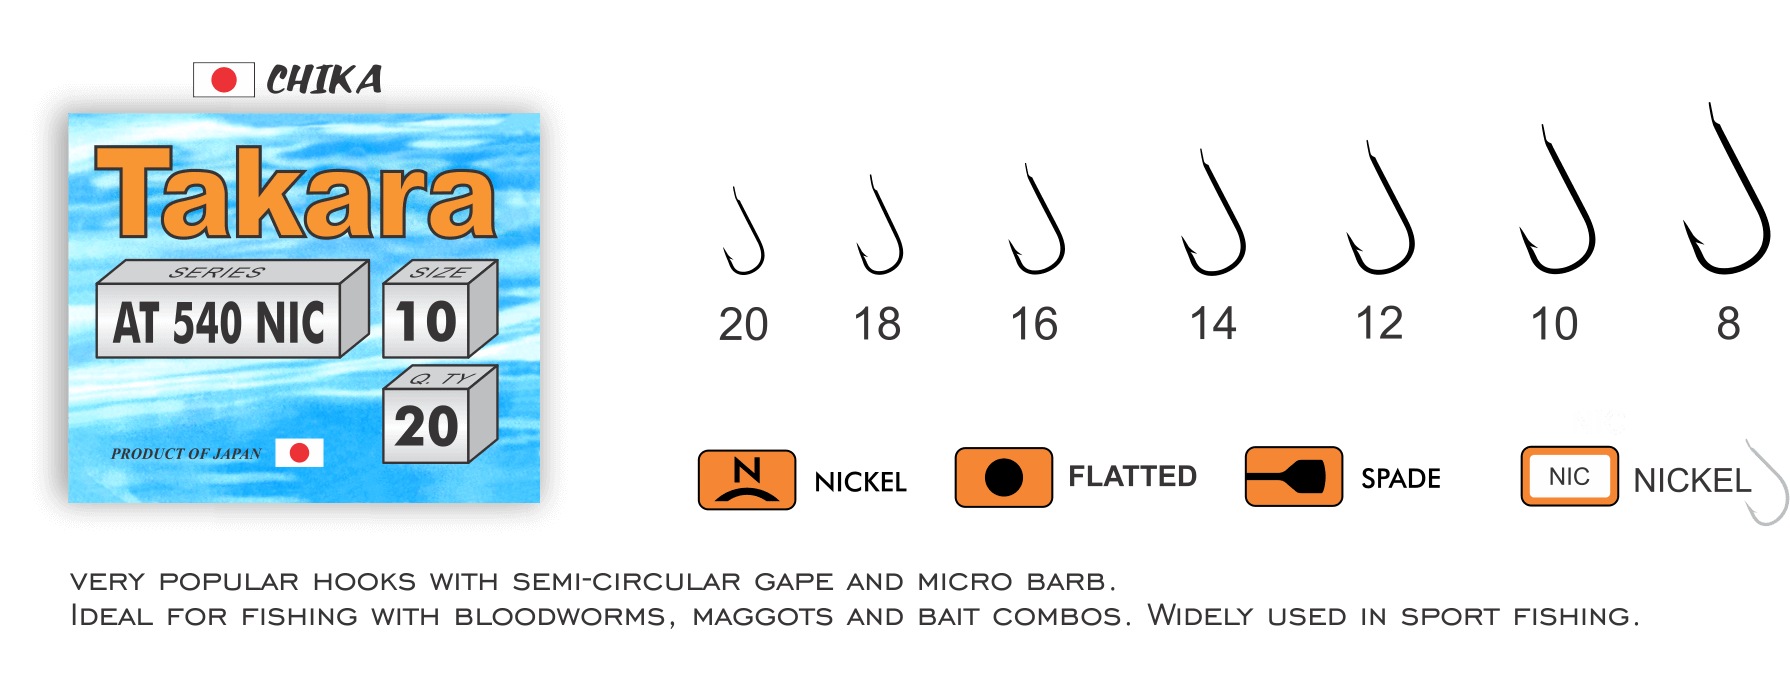 CHIKA
Takara
SERIES
SIZE
AT 540 NIC
10
Q. TY
20
PRODUCT OF JAPAN
20 18 16 14 12 10 8
N NICKEL FLATTED SPADE NIC NICKEL
VERY POPULAR HOOKS WITH SEMI-CIRCULAR GAPE AND MICRO BARB.
IDEAL FOR FISHING WITH BLOODWORMS, MAGGOTS AND BAIT COMBOS. WIDELY USED IN SPORT FISHING.